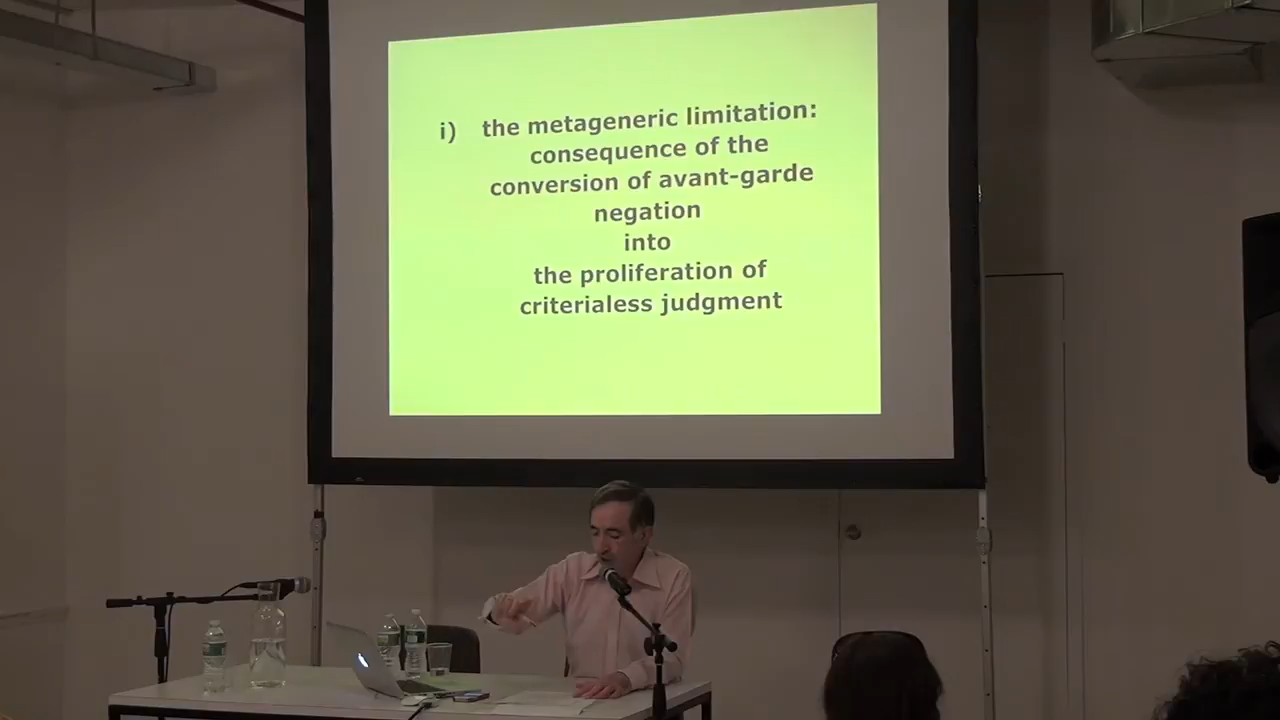 i) the metageneric limitation:
consequence of the
conversion of avant-garde
negation
into
the proliferation of
criterialess judgment